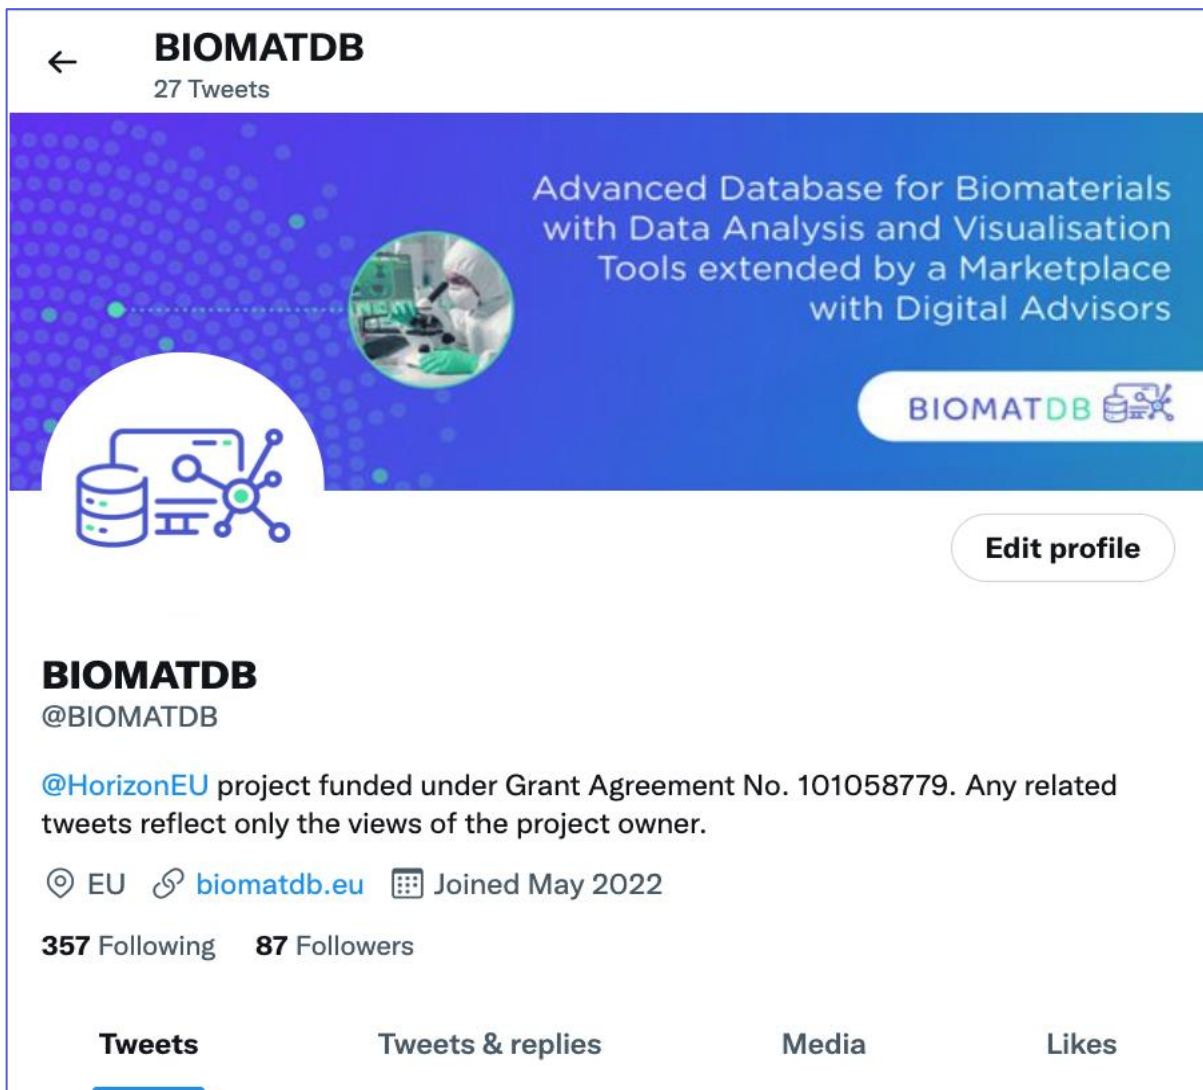 BIOMATDB
27 Tweets
Advanced Database for Biomaterials
with Data Analysis and Visualisation
Tools extended by a Marketplace
with Digital Advisors
BIOMATDB
Edit profile
BIOMATDB
@BIOMATDB
@HorizonEU project funded under Grant Agreement No. 101058779. Any related
tweets reflect only the views of the project owner.
EU biomatdb.eu Joined May 2022
357 Following 87 Followers
Tweets Tweets & replies Media Likes